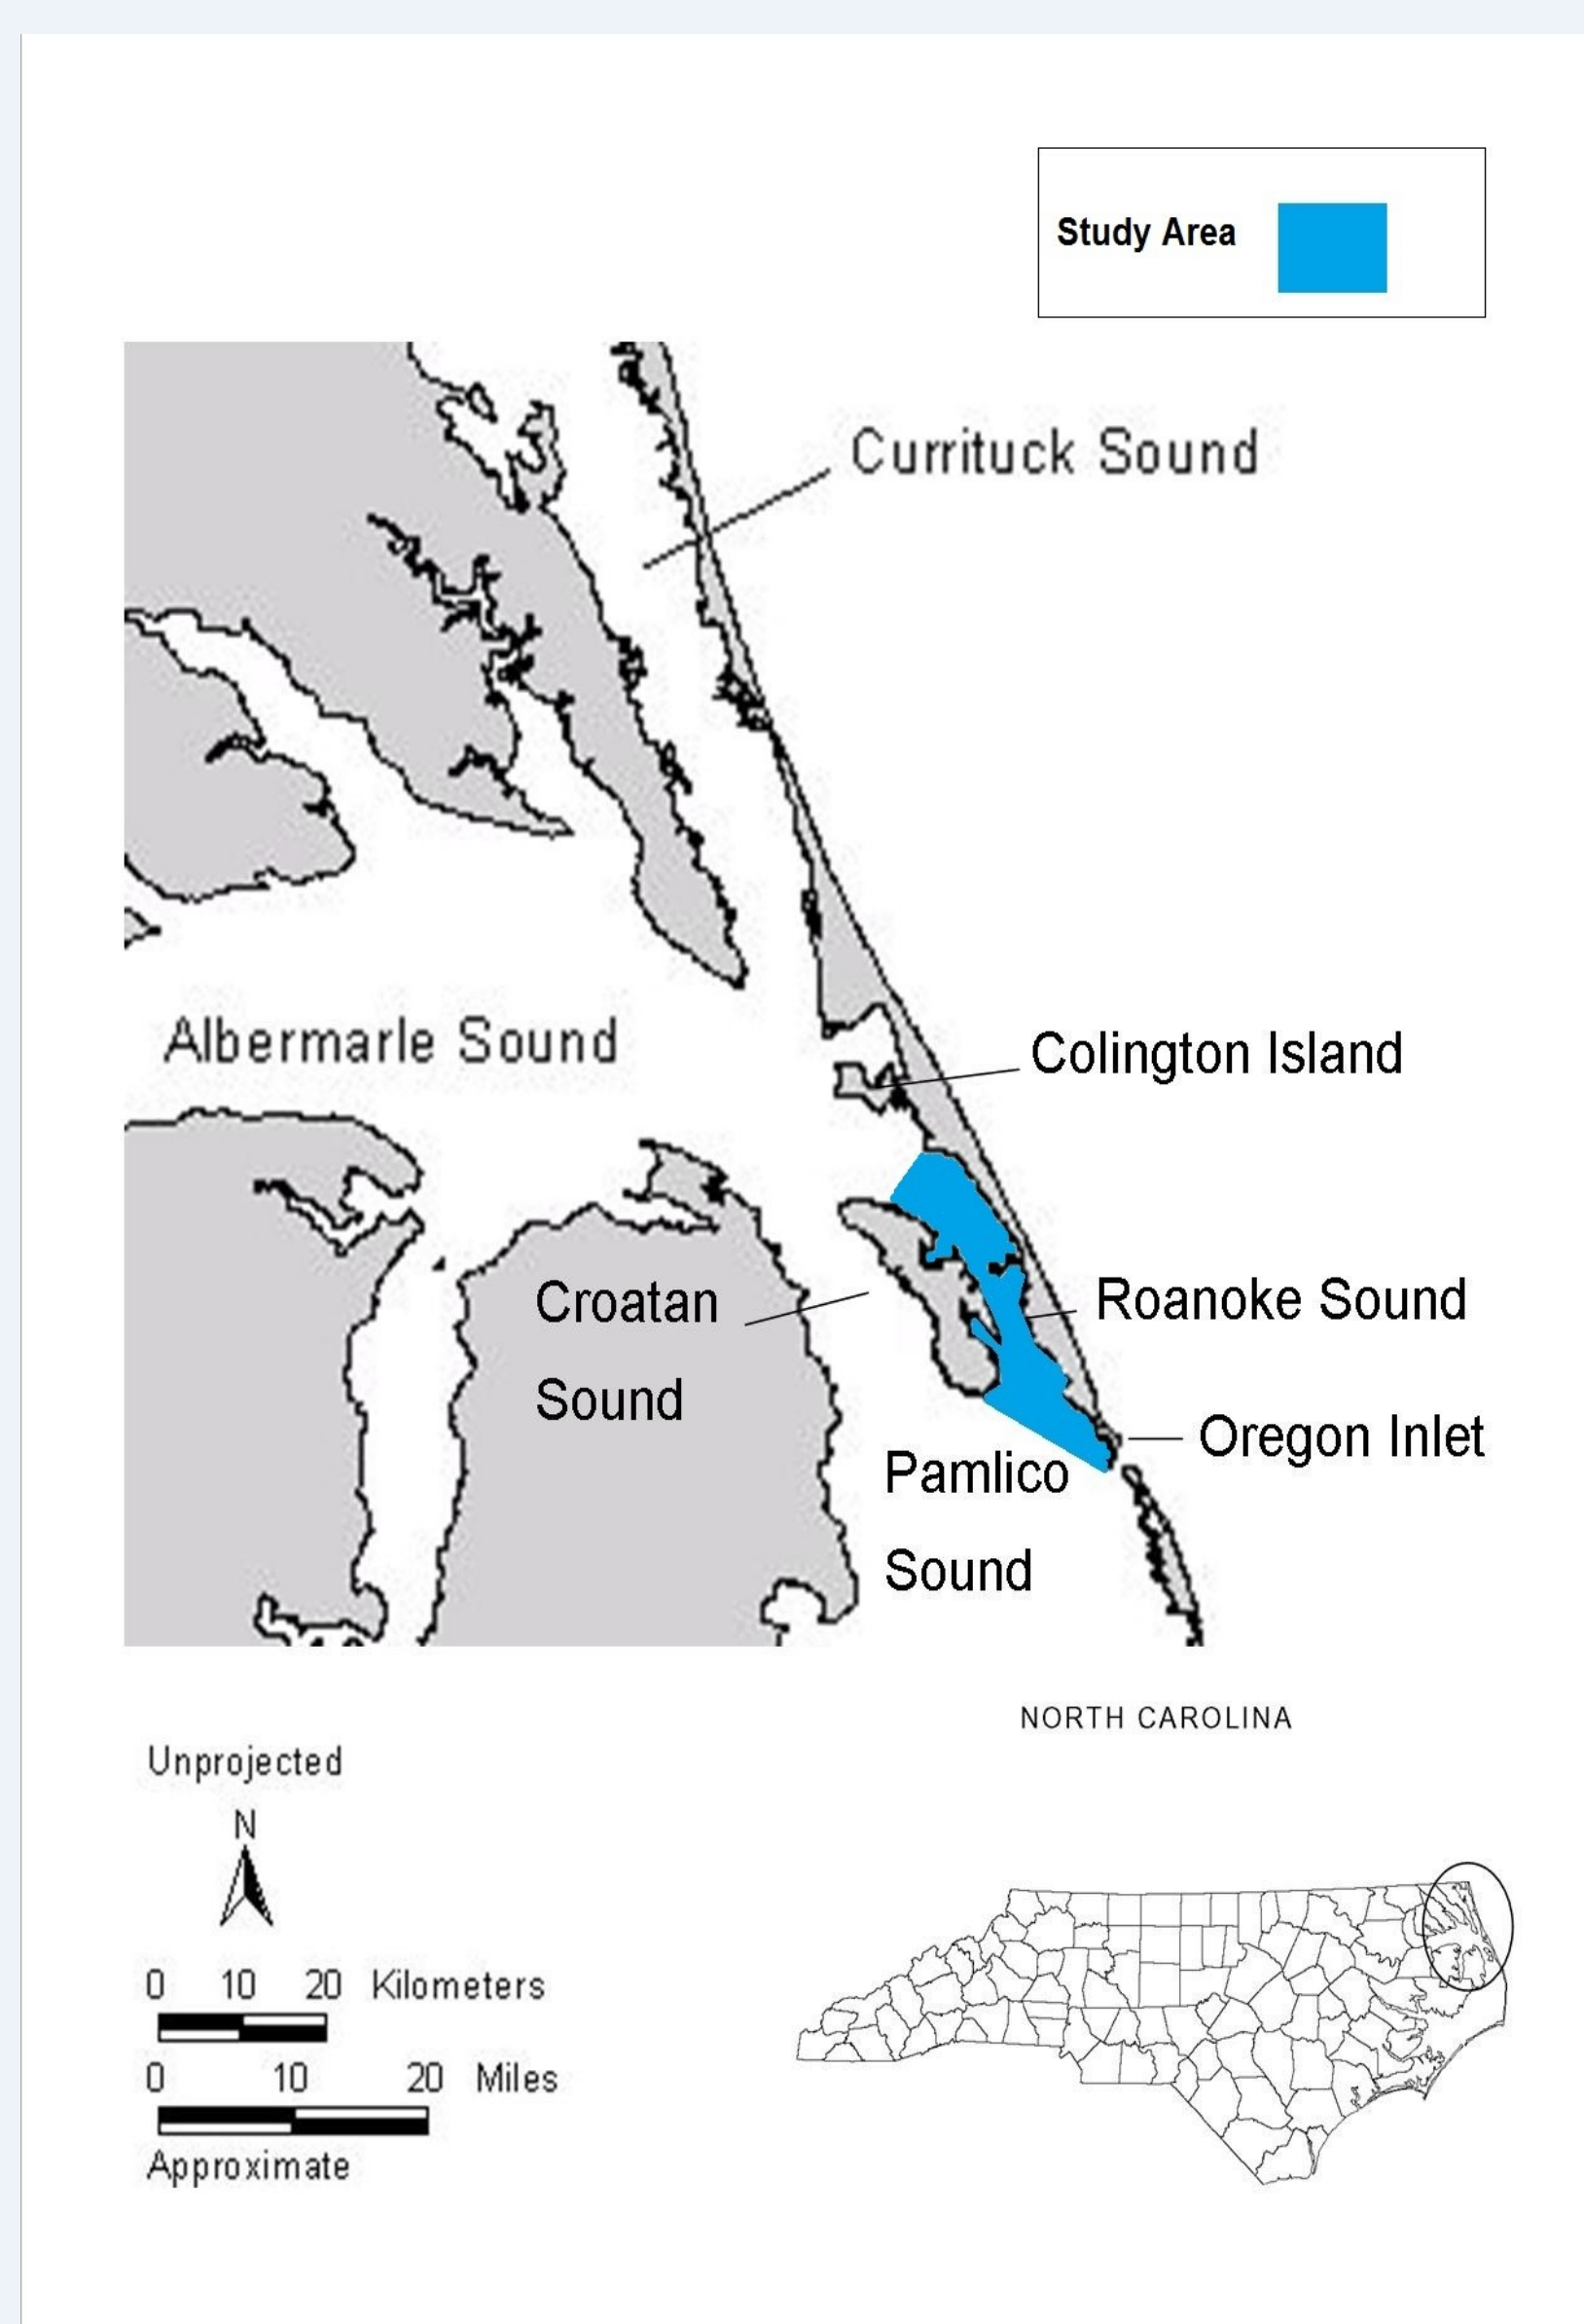 Study Area
Currituck Sound
Albermarle Sound
Colington Island
Croatan
Sound
Roanoke Sound
Oregon Inlet
Pamlico
Sound
NORTH CAROLINA
Unprojected
N
0 10 20 Kilometers
0 10 20 Miles
Approximate